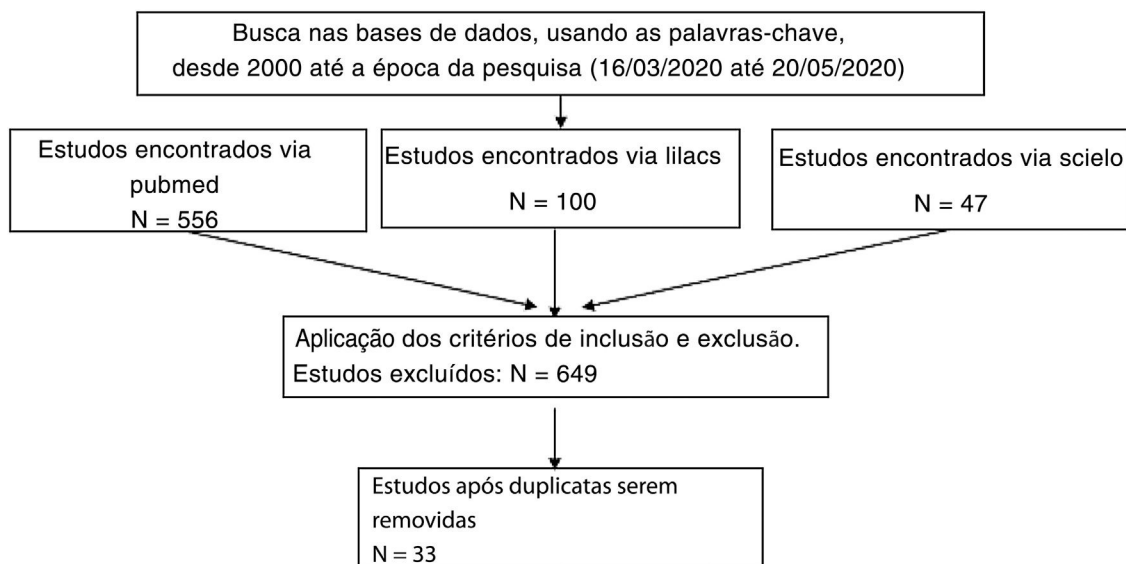 Busca nas bases de dados, usando as palavras-chave,
desde 2000 até a época da pesquisa (16/03/2020 até 20/05/2020)
Estudos encontrados via
pubmed
N = 556
Estudos encontrados via lilacs
N = 100
Estudos encontrados via scielo
N = 47
Aplicação dos critérios de inclusão e exclusão.
Estudos excluídos: N = 649
Estudos após duplicatas serem
removidas
N = 33